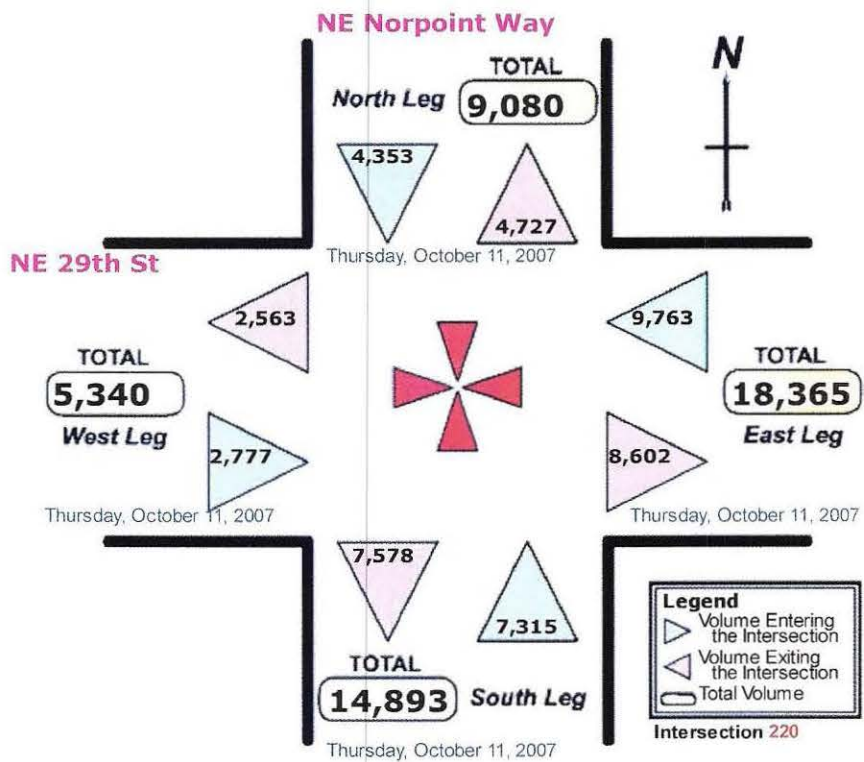 NE Norpoint Way
TOTAL
North Leg 9,080
N
4,353
4,727
Thursday, October 11, 2007
NE 29th St
2,563
9,763
TOTAL
5,340
West Leg
TOTAL
18,365
East Leg
2,777
8,602
Thursday, October 11, 2007
Thursday, October 11, 2007
7,578
7,315
TOTAL
14,893 South Leg
Thursday, October 11, 2007
Legend
Volume Entering
the Intersection
Volume Exiting
the Intersection
Total Volume
Intersection 220